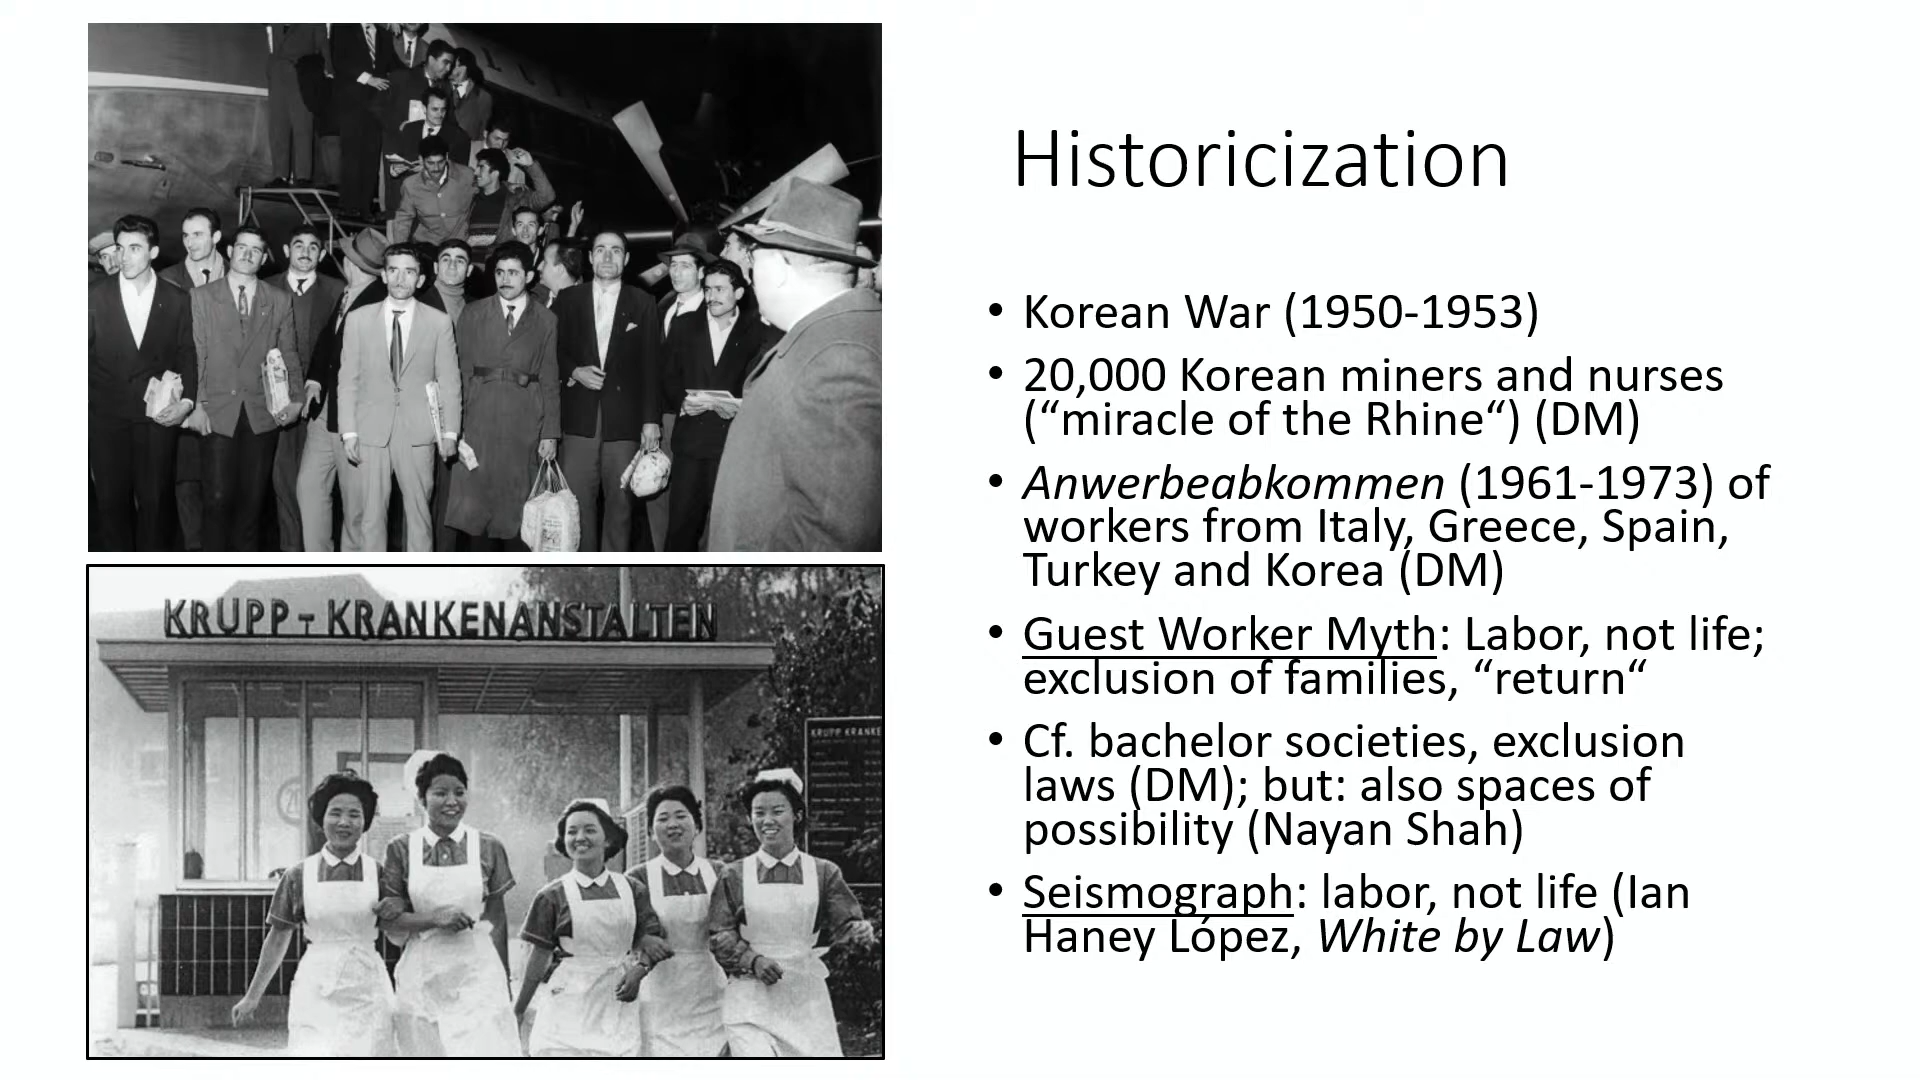 Historicization
• Korean War (1950-1953)
• 20,000 Korean miners and nurses
(“miracle of the Rhine“) (DM)
• Anwerbeabkommen (1961-1973) of
workers from Italy, Greece, Spain,
Turkey and Korea (DM)
• Guest Worker Myth: Labor, not life;
exclusion of families, “return“
• Cf. bachelor societies, exclusion
laws (DM); but: also spaces of
possibility (Nayan Shah)
• Seismograph: labor, not life (Ian
Haney López, White by Law)
KRUPP-KRANKENANSTALTEN
KRUPP KRANKE